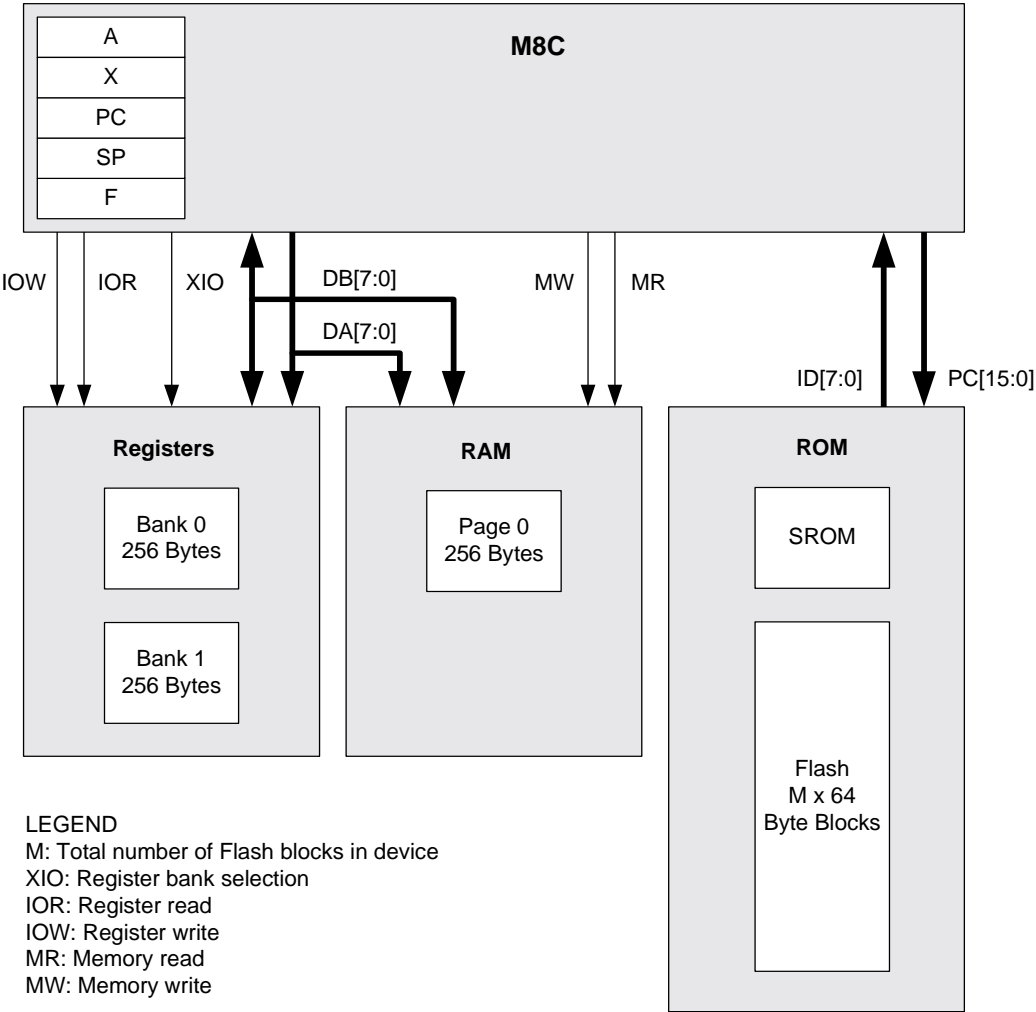 A
X
PC
SP
F
M8C
IOW
IOR
XIO
DB[7:0]
DA[7:0]
MW
MR
ID[7:0]
PC[15:0]
Registers
Bank 0
256 Bytes
Bank 1
256 Bytes
RAM
Page 0
256 Bytes
ROM
SROM
Flash
M x 64
Byte Blocks
LEGEND
M: Total number of Flash blocks in device
XIO: Register bank selection
IOR: Register read
IOW: Register write
MR: Memory read
MW: Memory write